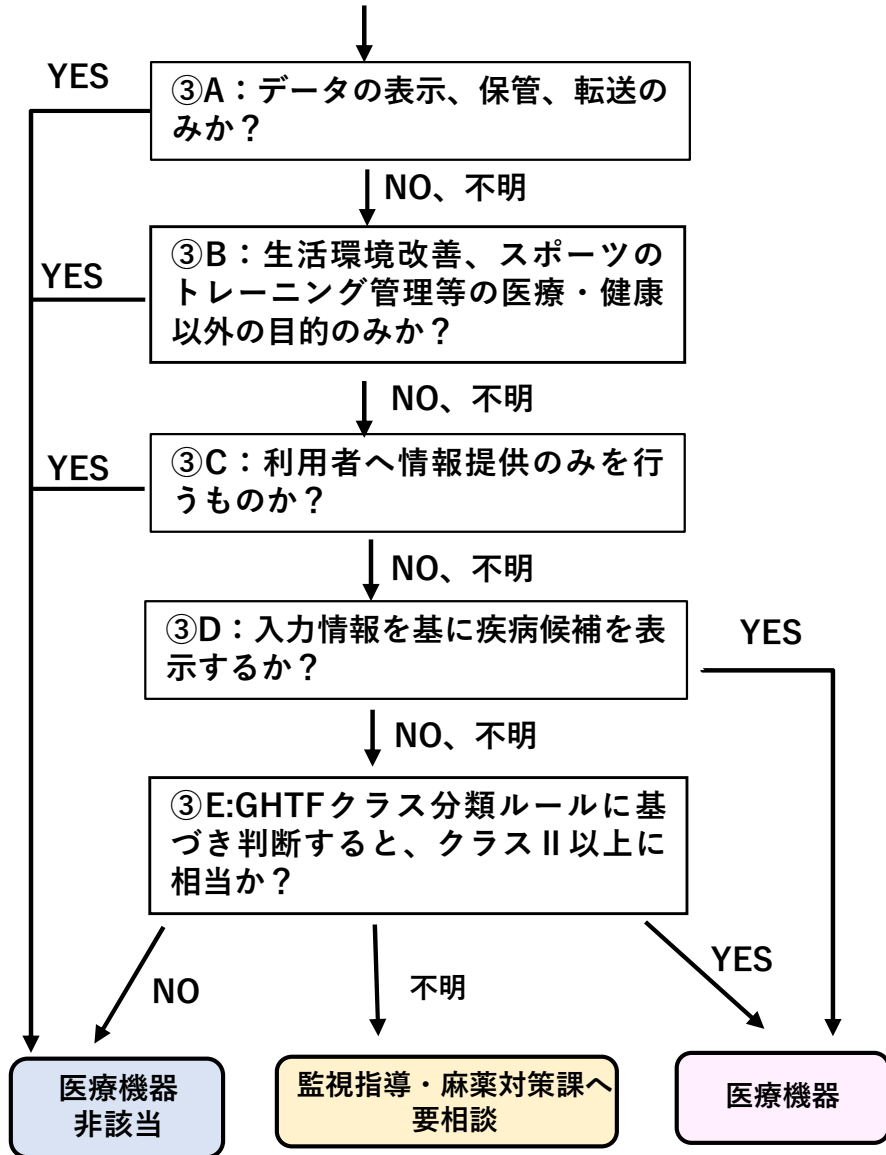 YES
③A：データの表示、保管、転送の
みか？
NO、不明
YES
③B：生活環境改善、スポーツの
トレーニング管理等の医療・健康
以外の目的のみか？
NO、不明
YES
③C：利用者へ情報提供のみを行
うものか？
NO、不明
③D：入力情報を基に疾病候補を表
示するか？
YES
NO、不明
③E:GHTFクラス分類ルールに基
づき判断すると、クラスⅡ以上に
相当か？
NO
不明
YES
医療機器
非該当
監視指導・麻薬対策課へ
要相談
医療機器